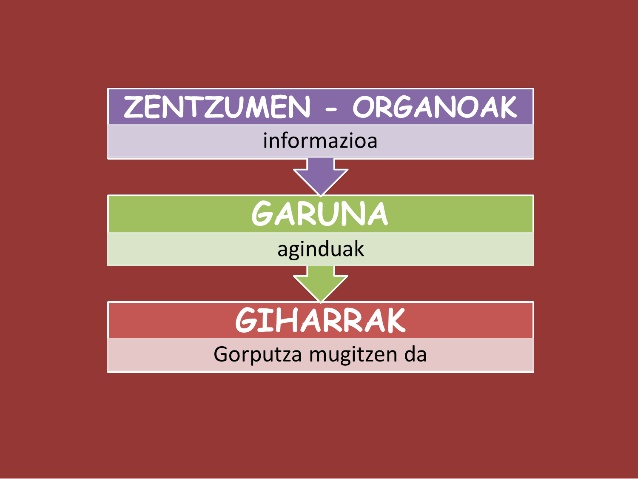 ZENTZUMEN - ORGANOAK
informazioa
GARUNA
aginduak
GIHARRAK
Gorputza mugitzen da